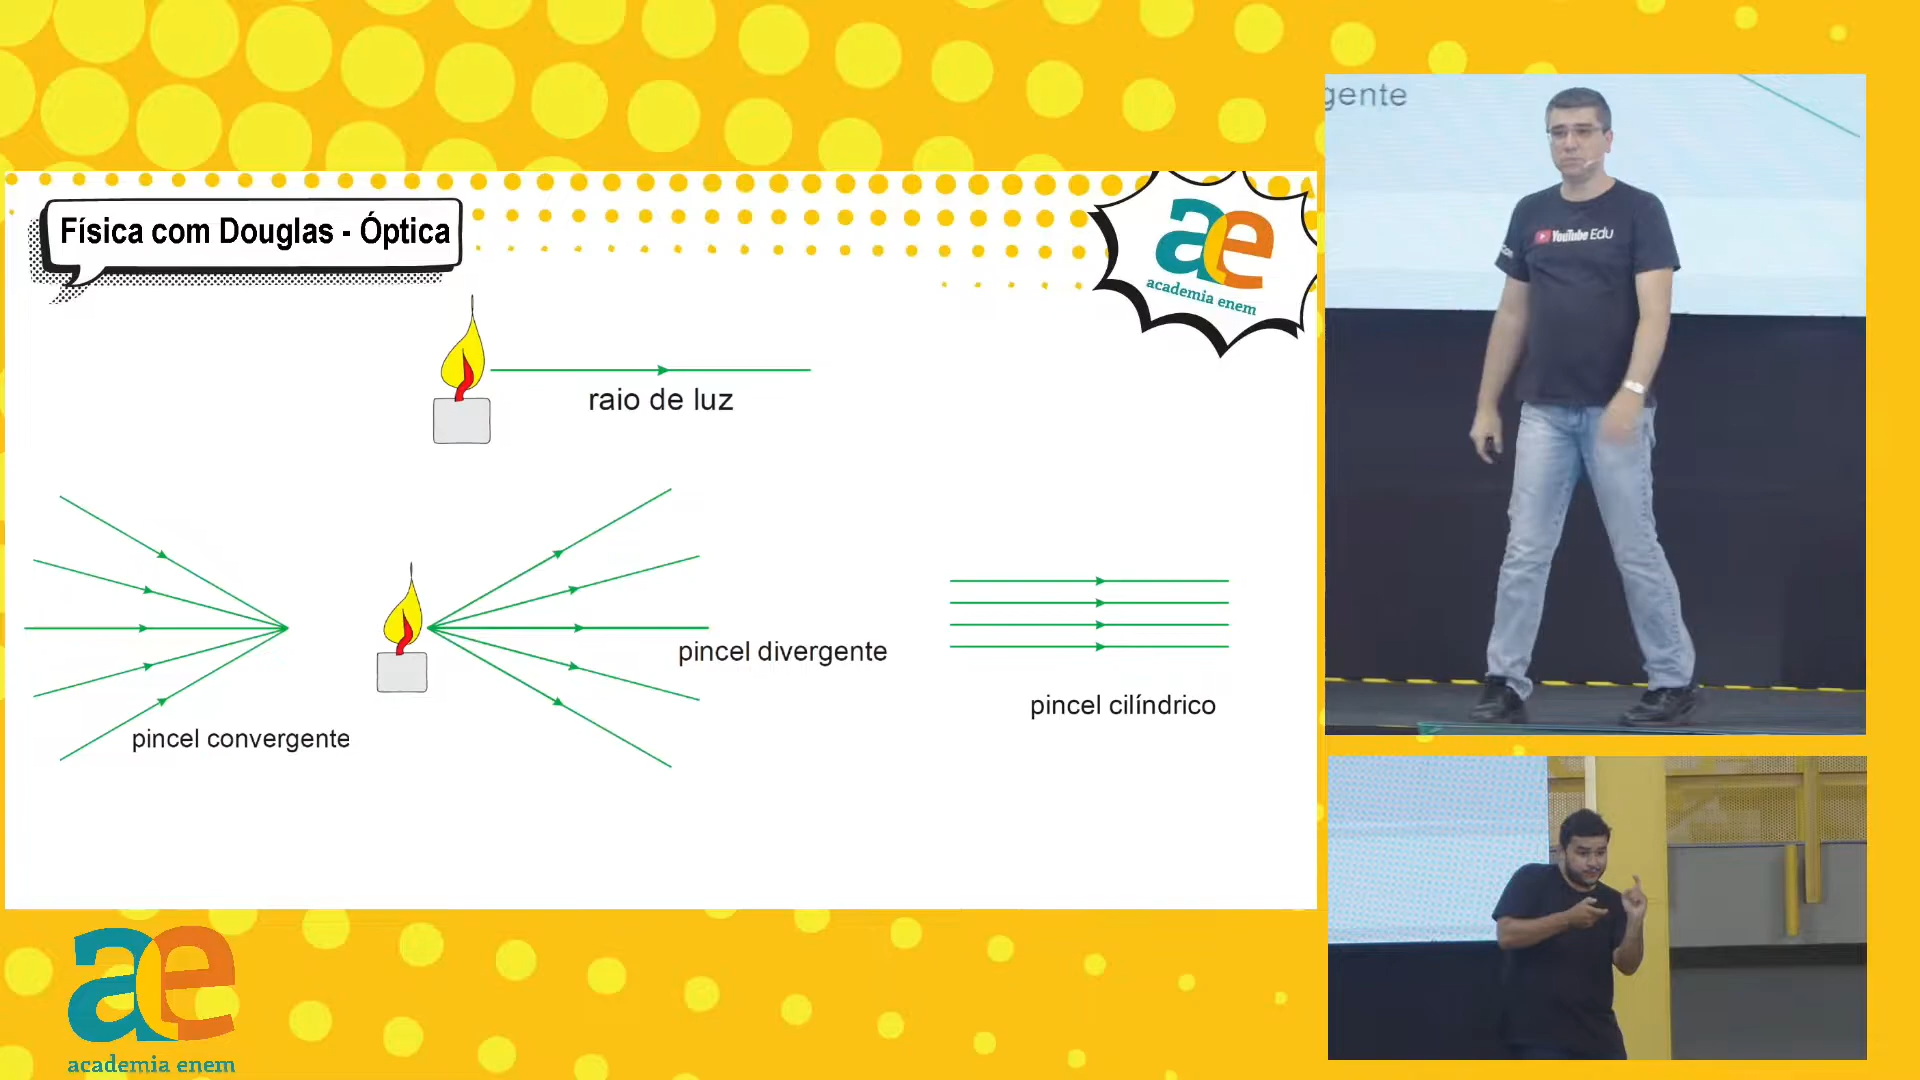 Física com Douglas - Óptica
ae
academia enem
raio de luz
pincel convergente
pincel divergente
pincel cilíndrico
gente
YouTube Edu
ae
academia enem